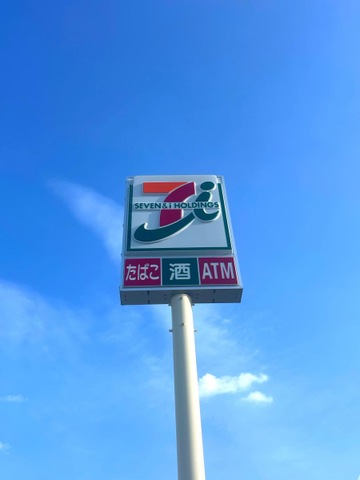 SEVEN & i HOLDINGS
たばこ 酒 ATM